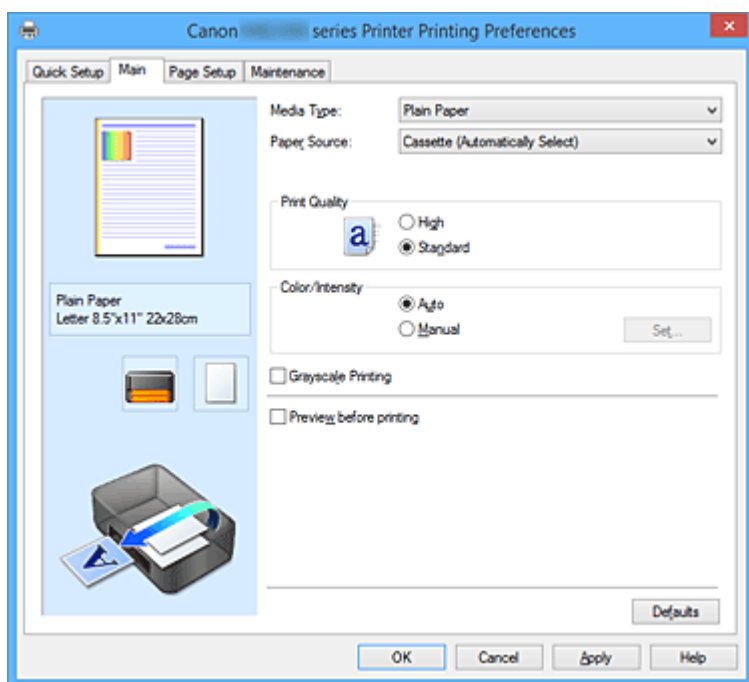 Canon series Printer Printing Preferences
Quick Setup Main Page Setup Maintenance
Media Type: Plain Paper
Paper Source: Cassette (Automatically Select)
Print Quality
a
High
Standard
Color/Intensity
Auto
Manual
Set...
Plain Paper
Letter 8.5"x11" 22x28cm
Grayscale Printing
Preview before printing
A
Defaults
OK Cancel Apply Help